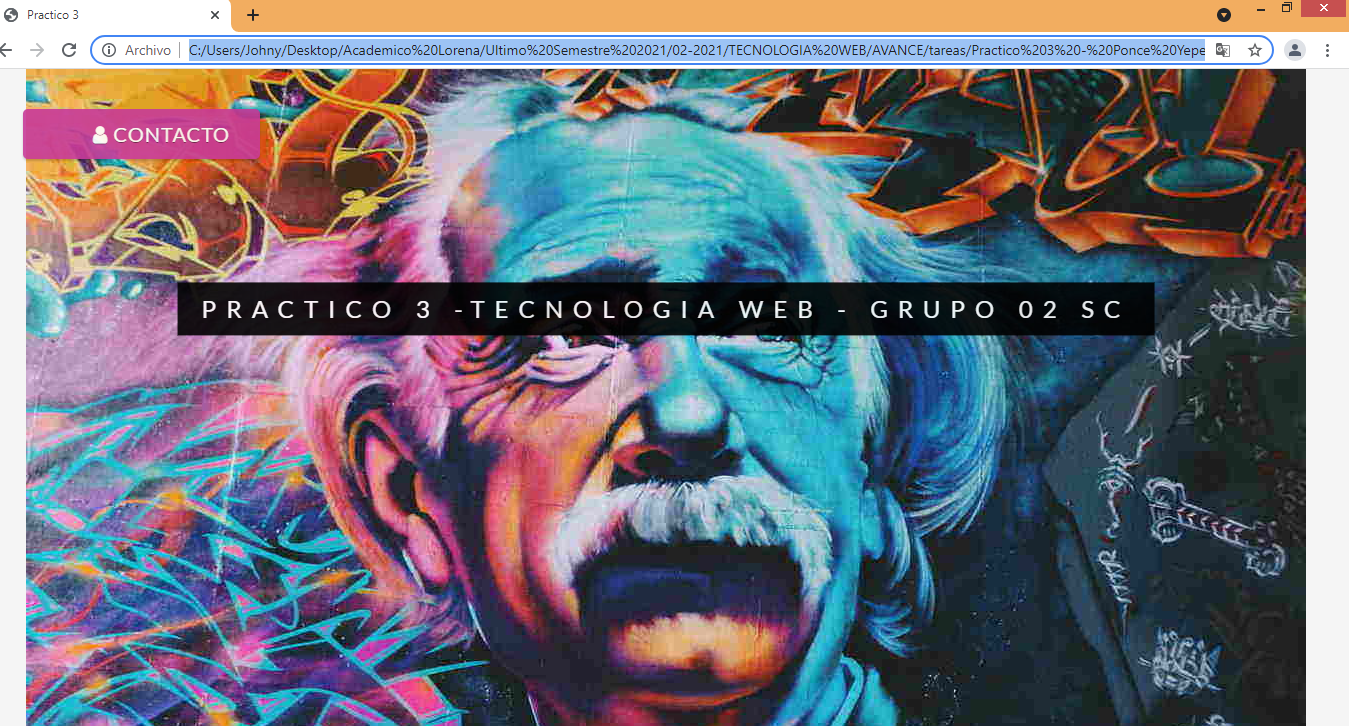 Practico 3
Archivo
C:/Users/Johny/Desktop/Academico%20Lorena/Ultimo%20Semestre%202021/02-2021/TECNOLOGIA%20WEB/AVANCE/tareas/Practico%203%20-%20Ponce%20Yepe
CONTACTO
PRACTICO 3 -TECNOLOGIA WEB - GRUPO 02 SC